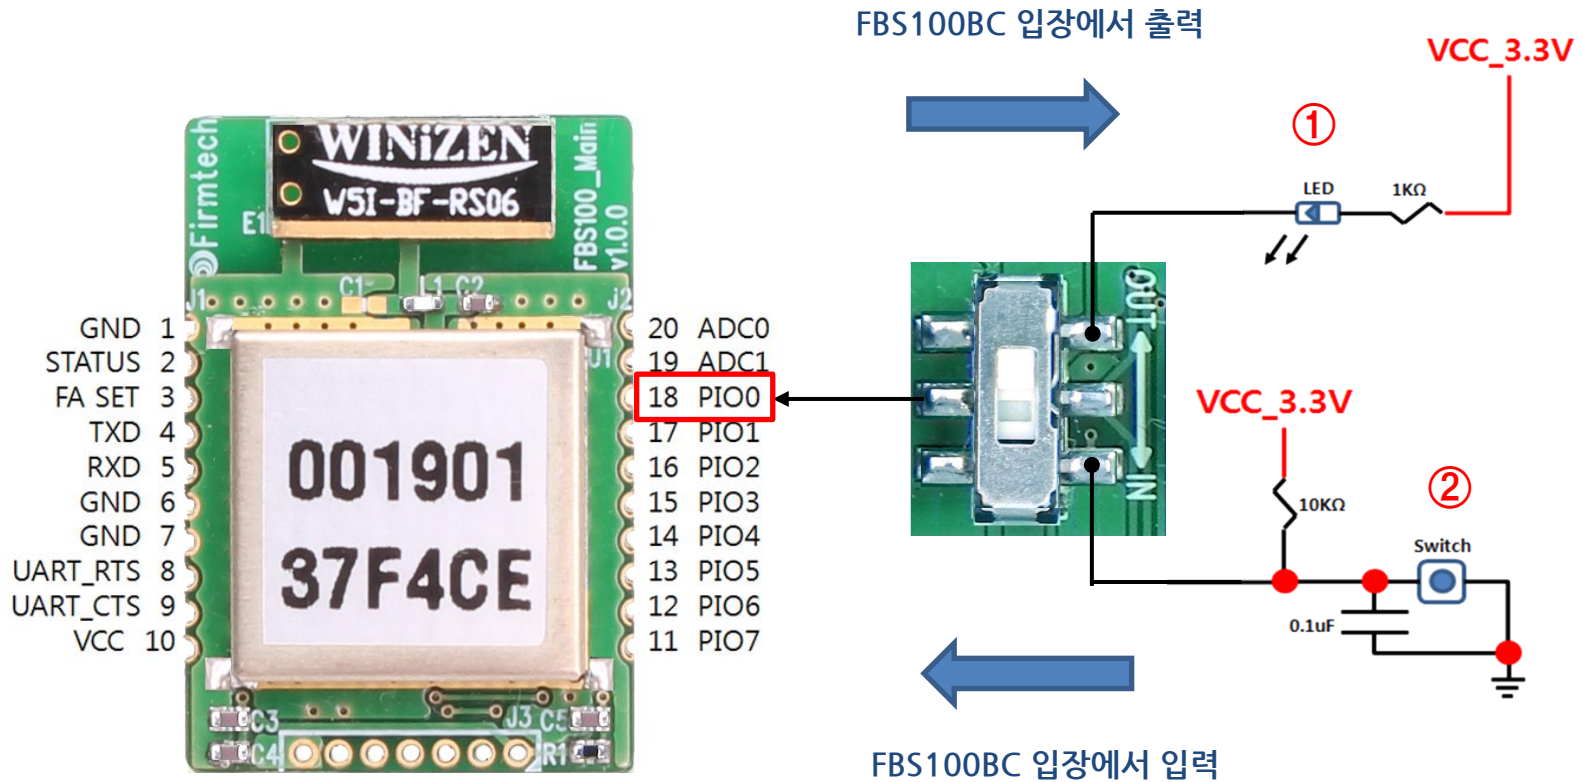 FBS100BC 입장에서 출력
VCC_3.3V
①
LED
1KΩ
WINiZEN
W5I-BF-RS06
Firmtech
FBS100_Main
v1.0.0
E1
C1
L1
C2
J1
J2
U1
OUT
IN
GND 1
STATUS 2
FA SET 3
TXD 4
RXD 5
GND 6
GND 7
UART_RTS 8
UART_CTS 9
VCC 10
20 ADC0
19 ADC1
18 PIO0
17 PIO1
16 PIO2
15 PIO3
14 PIO4
13 PIO5
12 PIO6
11 PIO7
001901
37F4CE
VCC_3.3V
10KΩ
②
Switch
0.1uF
C3
C4
J3
C5
R1
FBS100BC 입장에서 입력